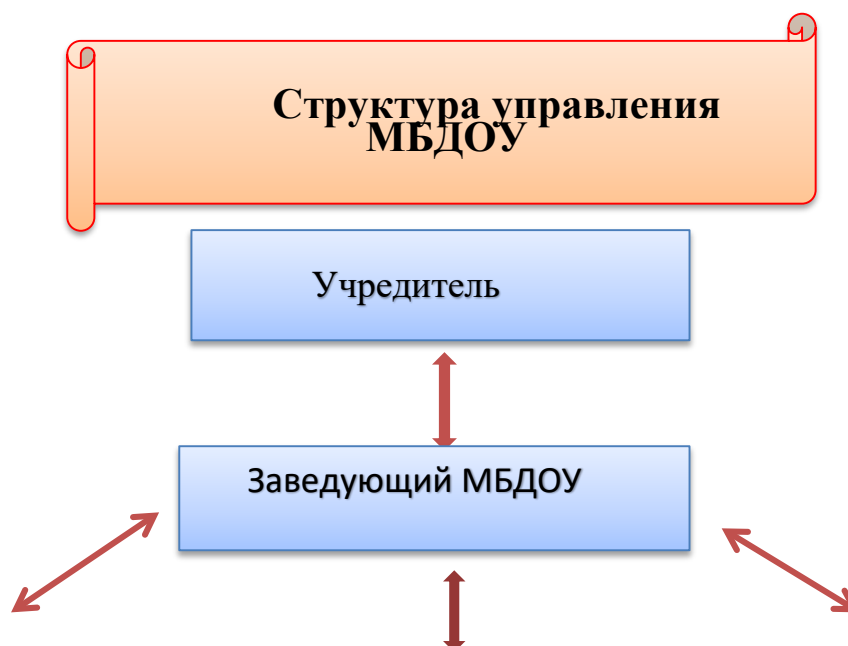 Структура управления
МБДОУ
Учредитель
Заведующий МБДОУ